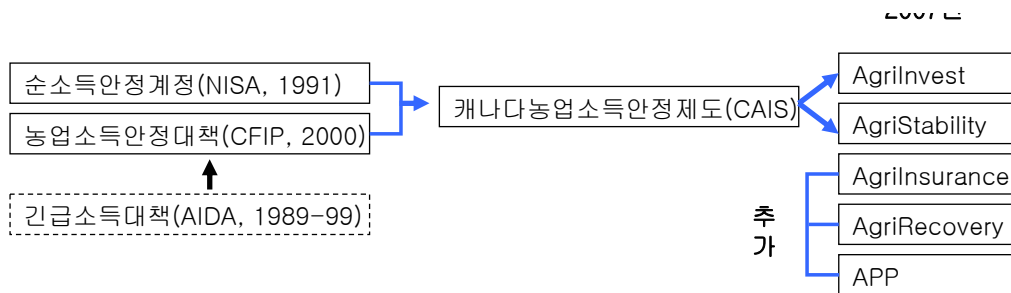 순소득안정계정(NISA, 1991)
농업소득안정대책(CFIP, 2000)
긴급소득대책(AIDA, 1989-99)
캐나다농업소득안정제도(CAIS)
AgriInvest
AgriStability
추가
AgriInsurance
AgriRecovery
APP